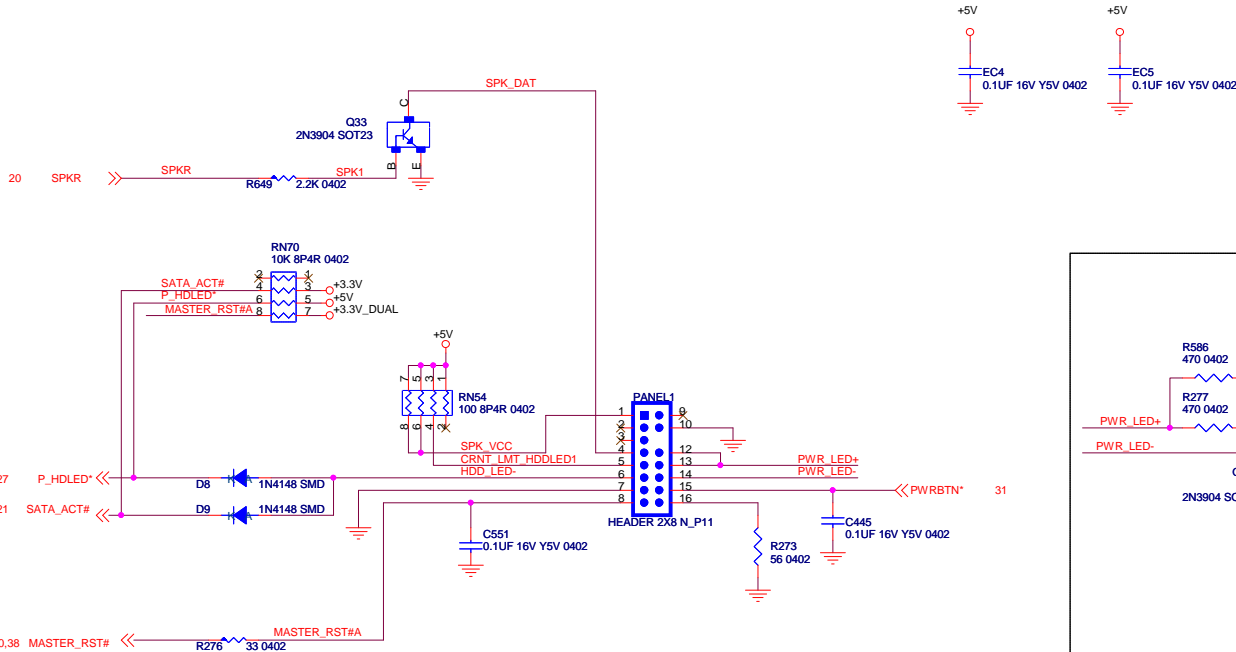 +5V
+5V
EC4
0.1UF 16V Y5V 0402
EC5
0.1UF 16V Y5V 0402
SPK_DAT
C
Q33
2N3904 SOT23
B
E
20 SPKR
SPKR
SPK1
R649 2.2K 0402
RN70
10K 8P4R 0402
2 1
SATA_ACT# 4 3 +3.3V
P_HDLED* 6 5 +5V
MASTER_RST#A 8 7 +3.3V_DUAL
+5V
7 5 3 1
RN54
100 8P4R 0402
8 6 4 2
PANEL1
1 9
2 10
3
4 12
5 13
6 14
7 15
8 16
SPK_VCC
CRNT_LMT_HDDLED1
HDD_LED-
PWR_LED+
PWR_LED-
HEADER 2X8 N_P11
27 P_HDLED*
D8 1N4148 SMD
21 SATA_ACT#
D9 1N4148 SMD
PWRBTN* 31
C551
0.1UF 16V Y5V 0402
C445
0.1UF 16V Y5V 0402
R273
56 0402
0,38 MASTER_RST#
R276 33 0402
MASTER_RST#A
R586
470 0402
R277
470 0402
PWR_LED+
PWR_LED-
2N3904 SO